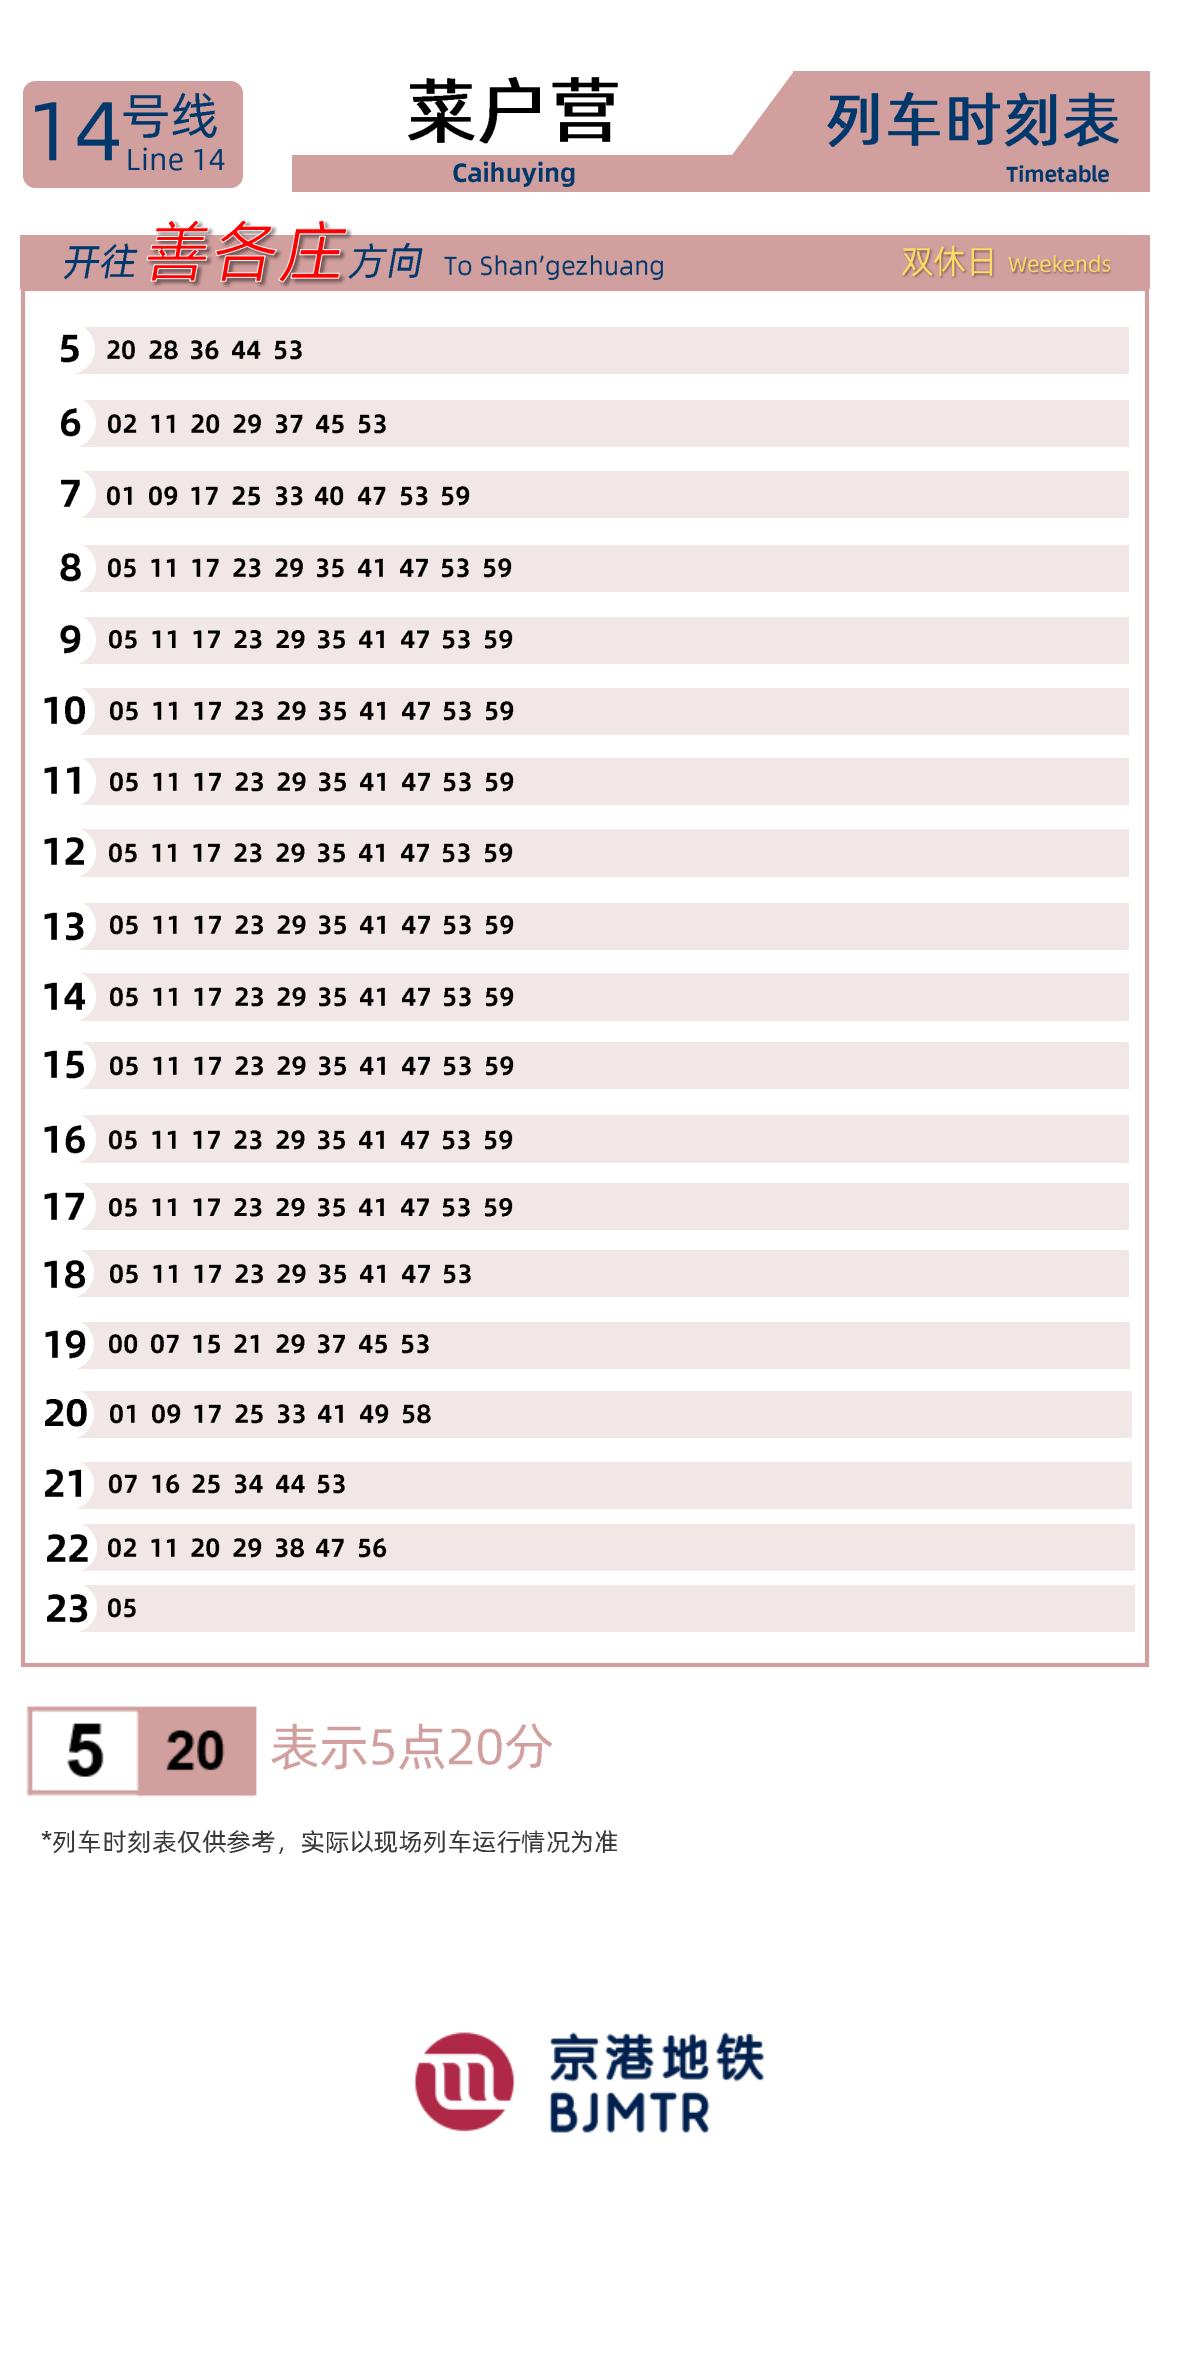 14号线
Line 14
菜户营
Caihuying
列车时刻表
Timetable
开往善各庄方向 To Shan’gezhuang 双休日 Weekends
5 20 28 36 44 53
6 02 11 20 29 37 45 53
7 01 09 17 25 33 40 47 53 59
8 05 11 17 23 29 35 41 47 53 59
9 05 11 17 23 29 35 41 47 53 59
10 05 11 17 23 29 35 41 47 53 59
11 05 11 17 23 29 35 41 47 53 59
12 05 11 17 23 29 35 41 47 53 59
13 05 11 17 23 29 35 41 47 53 59
14 05 11 17 23 29 35 41 47 53 59
15 05 11 17 23 29 35 41 47 53 59
16 05 11 17 23 29 35 41 47 53 59
17 05 11 17 23 29 35 41 47 53 59
18 05 11 17 23 29 35 41 47 53
19 00 07 15 21 29 37 45 53
20 01 09 17 25 33 41 49 58
21 07 16 25 34 44 53
22 02 11 20 29 38 47 56
23 05
5 20 表示5点20分
*列车时刻表仅供参考，实际以现场列车运行情况为准
京港地铁
BJMTR